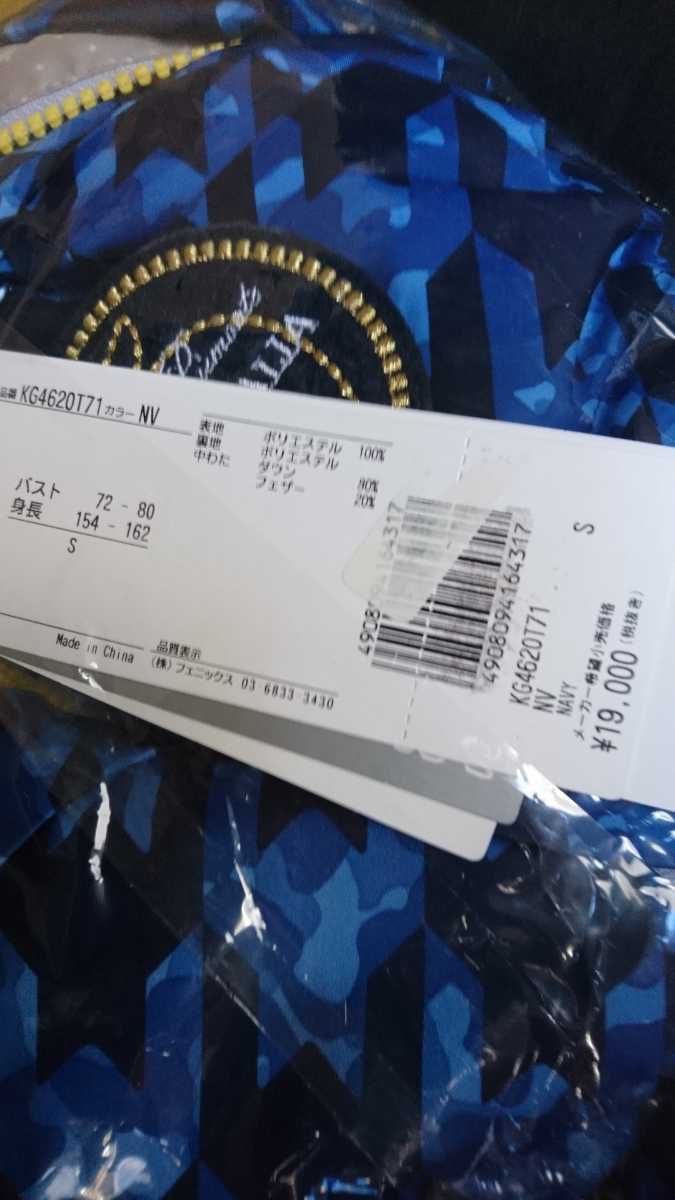 品番 KG4620T71 カラー NV
表地 ポリエステル 100%
裏地 ポリエステル
中わた ダウン 80%
フェザー 20%
バスト 72 - 80
身長 154 - 162
S
Made in China
品質表示
(株) フェニックス 03 6833 3430
4908094164317
4908094164317
KG4620T71
NV
NAVY
S
メーカー希望小売価格
¥19,000 (税抜き)